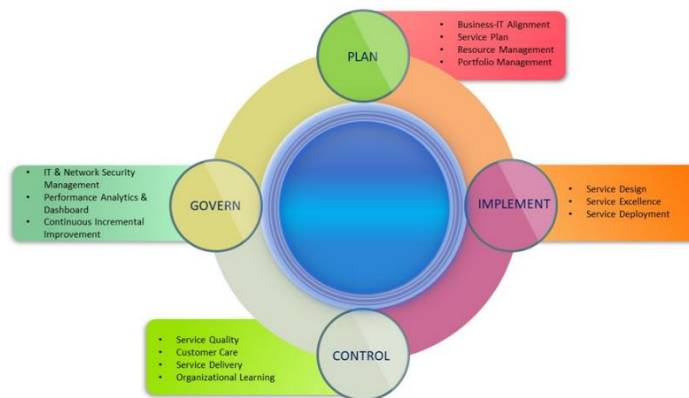 PLAN
• Business-IT Alignment
• Service Plan
• Resource Management
• Portfolio Management
• IT & Network Security
Management
• Performance Analytics &
Dashboard
• Continuous Incremental
Improvement
GOVERN
IMPLEMENT
• Service Design
• Service Excellence
• Service Deployment
• Service Quality
• Customer Care
• Service Delivery
• Organizational Learning
CONTROL